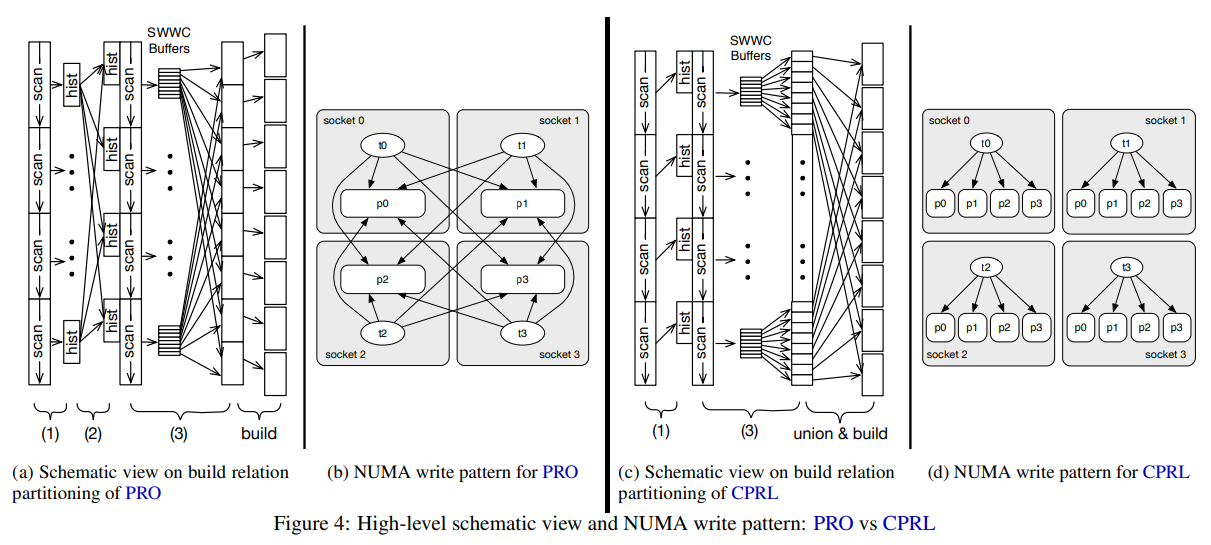 SWWC
Buffers
scan
scan
scan
scan
hist
hist
hist
hist
hist
hist
scan
scan
scan
scan
(1)
(2)
(3)
build
(a) Schematic view on build relation
partitioning of PRO
socket 0
socket 1
t0
t1
p0
p1
p2
p3
t2
t3
socket 2
socket 3
(b) NUMA write pattern for PRO
SWWC
Buffers
scan
scan
scan
scan
hist
hist
hist
hist
scan
scan
scan
scan
(1)
(3)
union & build
(c) Schematic view on build relation
partitioning of CPRL
socket 0
socket 1
t0
t1
p0 p1 p2 p3
p0 p1 p2 p3
t2
t3
p0 p1 p2 p3
p0 p1 p2 p3
socket 2
socket 3
(d) NUMA write pattern for CPRL
Figure 4: High-level schematic view and NUMA write pattern: PRO vs CPRL